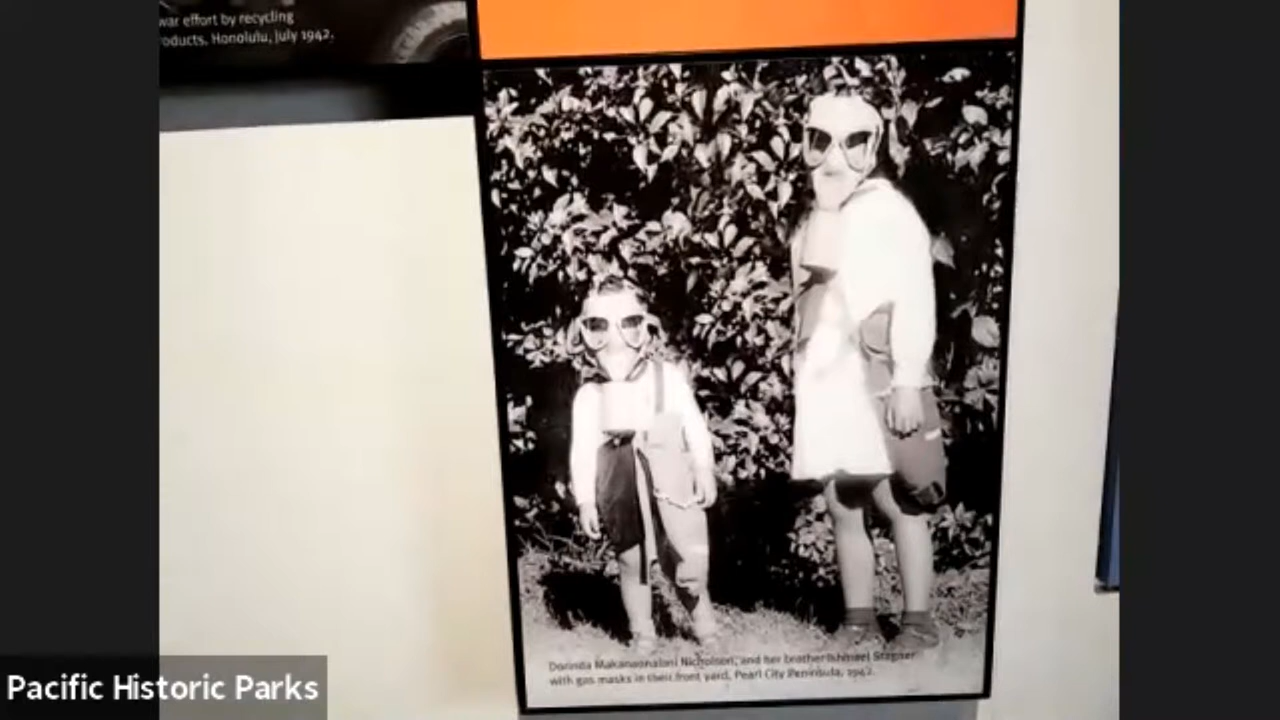 war effort by recycling
oducts. Honolulu, July 1942.
Dorinda Makanaonalani Nicholson, and her brother Ishmael Stagner
with gas masks in their front yard, Pearl City Peninsula, 1942.
Pacific Historic Parks